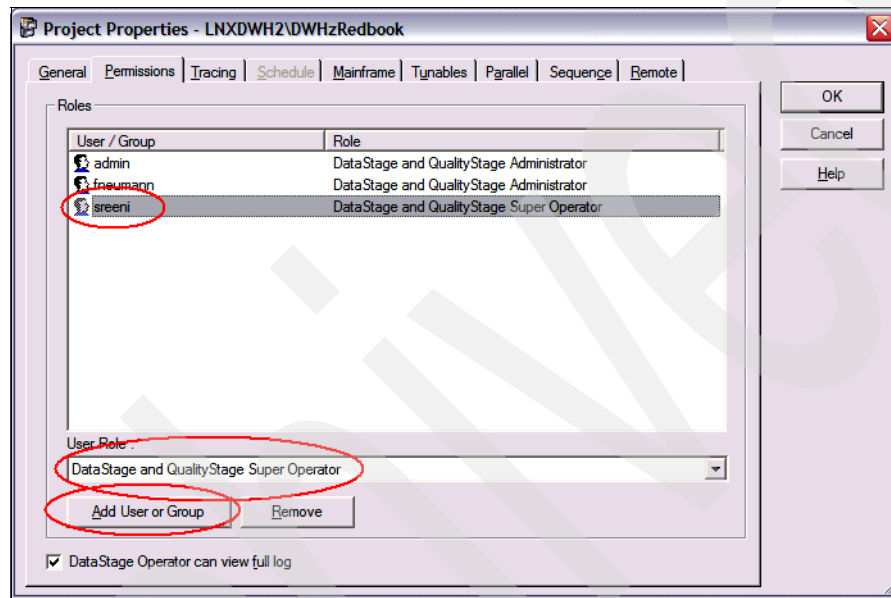 Project Properties - LNXDWH2\DWHzRedbook
General Permissions Tracing Schedule Mainframe Tunables Parallel Sequence Remote
OK
Cancel
Help
Roles
User / Group Role
admin DataStage and QualityStage Administrator
fneumann DataStage and QualityStage Administrator
sreeni DataStage and QualityStage Super Operator
User Role :
DataStage and QualityStage Super Operator
Add User or Group Remove
DataStage Operator can view full log